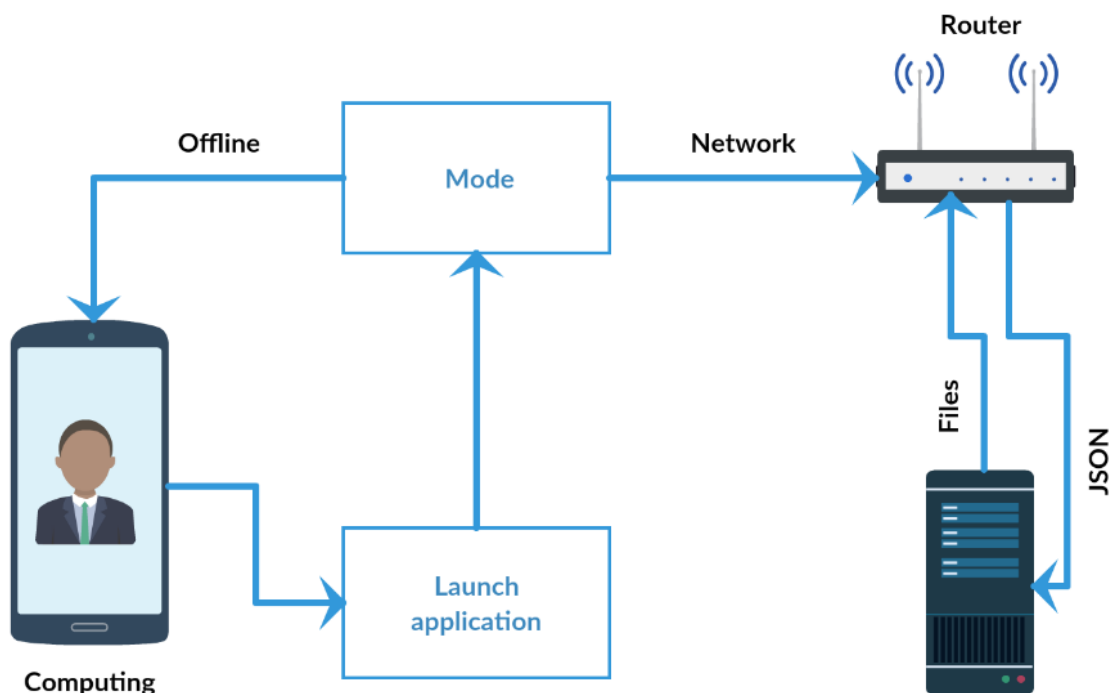 Router
Offline
Network
Mode
Files
JSON
Launch
application
Computing